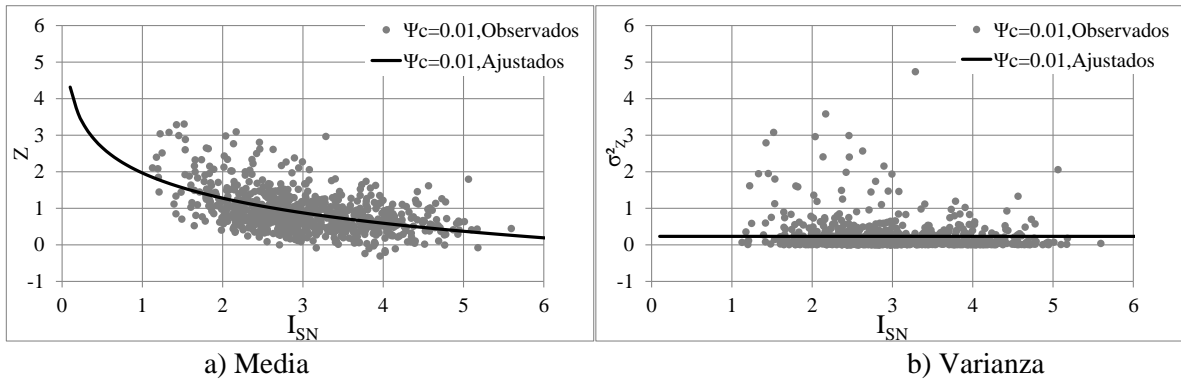 6
5
4
3
2
1
0
-1
Z
Ψc=0.01,Observados
Ψc=0.01,Ajustados
0 1 2 3 4 5 6
I_SN
a) Media
6
5
4
3
2
1
0
-1
σ²_Z
Ψc=0.01,Observados
Ψc=0.01,Ajustados
0 1 2 3 4 5 6
I_SN
b) Varianza